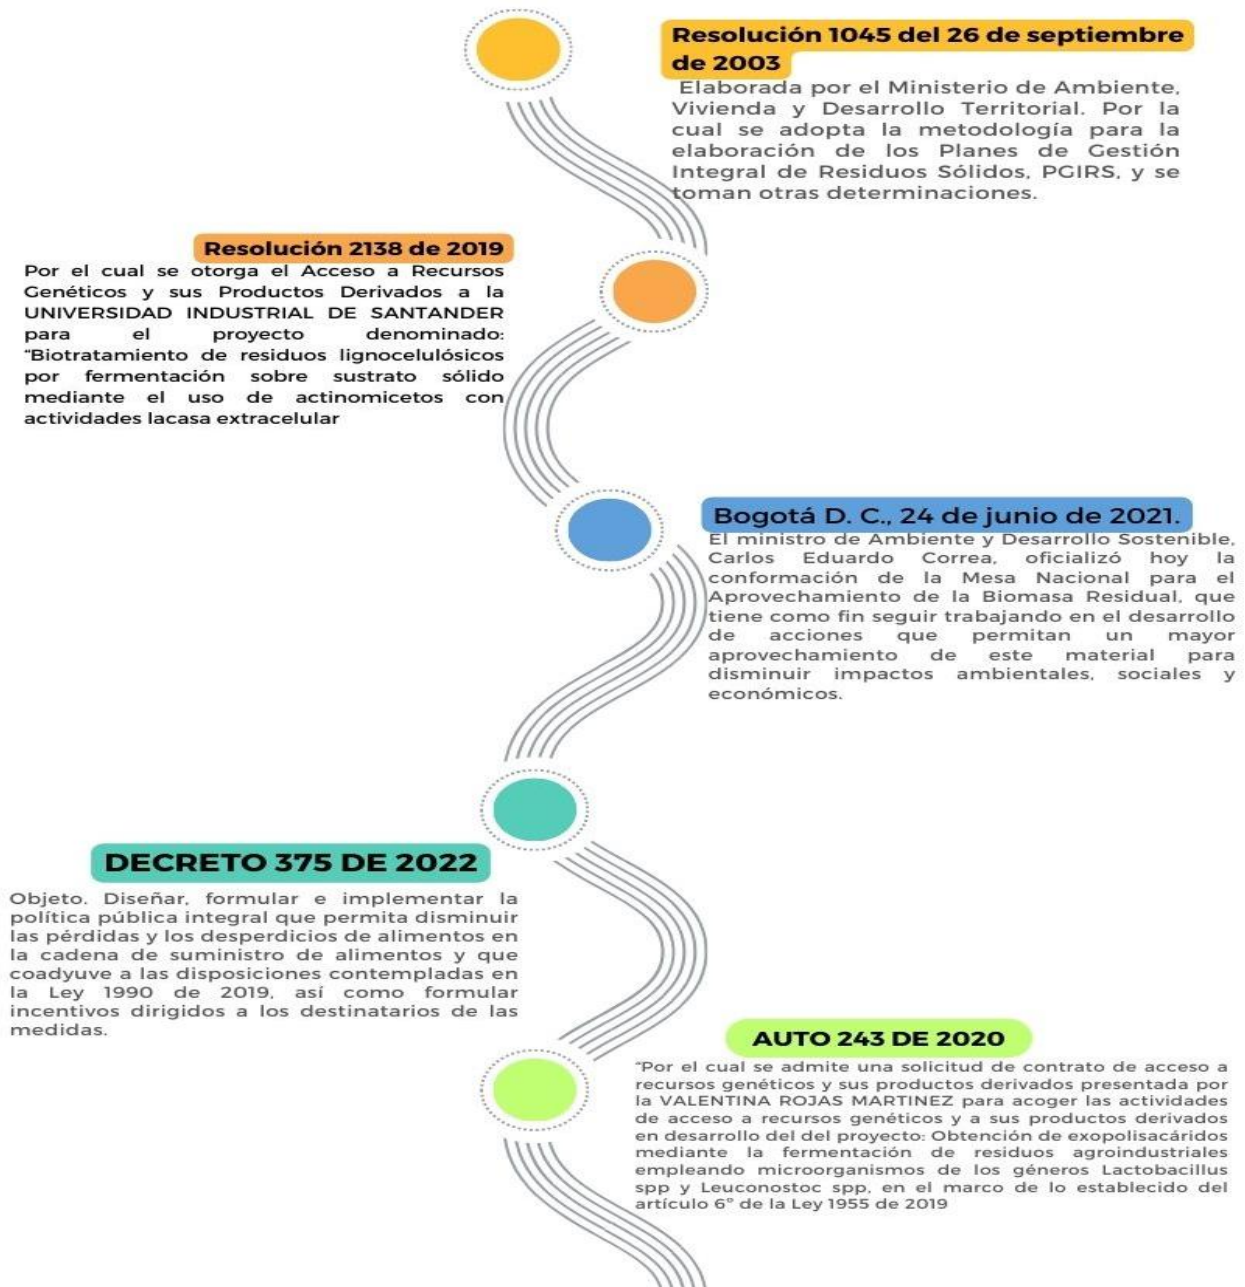 Resolución 1045 del 26 de septiembre
de 2003
Elaborada por el Ministerio de Ambiente,
Vivienda y Desarrollo Territorial. Por la
cual se adopta la metodología para la
elaboración de los Planes de Gestión
Integral de Residuos Sólidos, PGIRS, y se
toman otras determinaciones.
Resolución 2138 de 2019
Por el cual se otorga el Acceso a Recursos
Genéticos y sus Productos Derivados a la
UNIVERSIDAD INDUSTRIAL DE SANTANDER
para el proyecto denominado:
“Biotratamiento de residuos lignocelulósicos
por fermentación sobre sustrato sólido
mediante el uso de actinomicetos con
actividades lacasa extracelular
Bogotá D. C., 24 de junio de 2021.
El ministro de Ambiente y Desarrollo Sostenible,
Carlos Eduardo Correa, oficializó hoy la
conformación de la Mesa Nacional para el
Aprovechamiento de la Biomasa Residual, que
tiene como fin seguir trabajando en el desarrollo
de acciones que permitan un mayor
aprovechamiento de este material para
disminuir impactos ambientales, sociales y
económicos.
DECRETO 375 DE 2022
Objeto. Diseñar, formular e implementar la
política pública integral que permita disminuir
las pérdidas y los desperdicios de alimentos en
la cadena de suministro de alimentos y que
coadyuve a las disposiciones contempladas en
la Ley 1990 de 2019, así como formular
incentivos dirigidos a los destinatarios de las
medidas.
AUTO 243 DE 2020
“Por el cual se admite una solicitud de contrato de acceso a
recursos genéticos y sus productos derivados presentada por
la VALENTINA ROJAS MARTINEZ para acoger las actividades
de acceso a recursos genéticos y a sus productos derivados
en desarrollo del del proyecto: Obtención de exopolisacáridos
mediante la fermentación de residuos agroindustriales
empleando microorganismos de los géneros Lactobacillus
spp y Leuconostoc spp, en el marco de lo establecido del
artículo 6° de la Ley 1955 de 2019